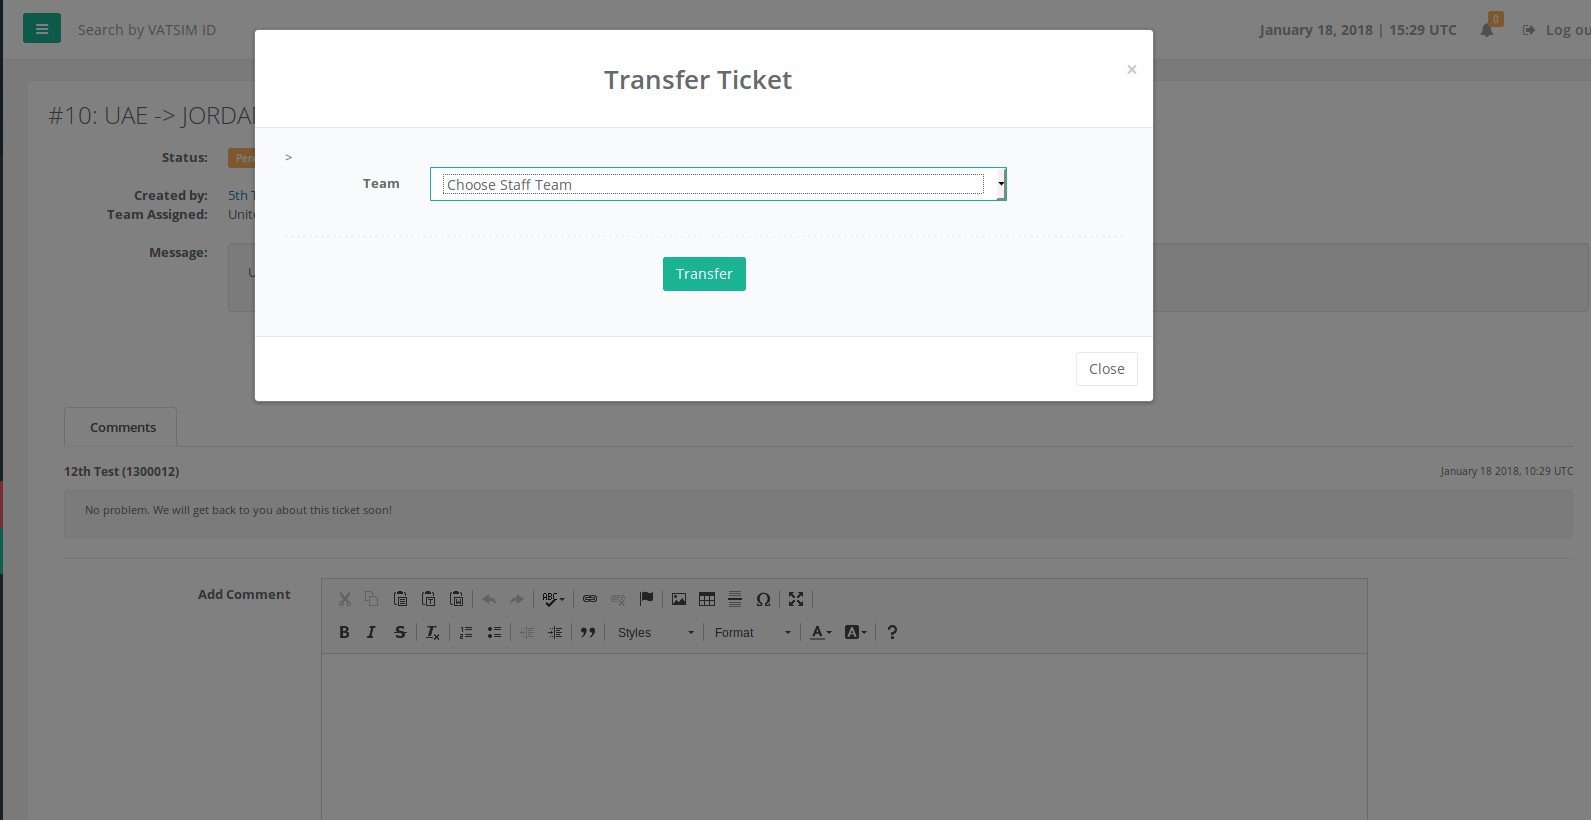 Search by VATSIM ID
January 18, 2018 | 15:29 UTC
0
Log ou
Transfer Ticket
×
#10: UAE -> JORDA
Status:
Pen
>
Team
Choose Staff Team
Created by:
5th T
Team Assigned:
Unite
Message:
U
Transfer
Close
Comments
12th Test (1300012)
January 18 2018, 10:29 UTC
No problem. We will get back to you about this ticket soon!
Add Comment
ABC
Ω
B I S Tx
Styles
Format
A
A
?